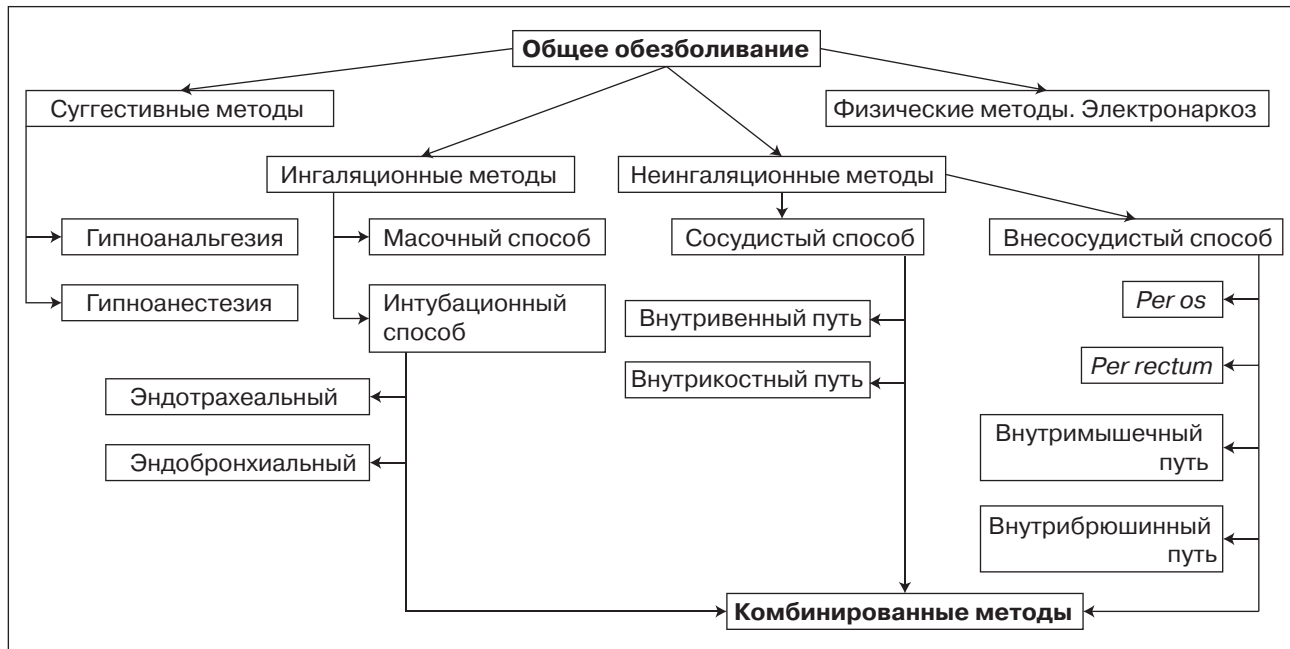 Общее обезболивание
Суггестивные методы
Физические методы. Электронаркоз
Ингаляционные методы
Неингаляционные методы
Гипноанальгезия
Масочный способ
Сосудистый способ
Внесосудистый способ
Гипноанестезия
Интубационный
способ
Внутривенный путь
Per os
Внутрикостный путь
Per rectum
Эндотрахеальный
Эндобронхиальный
Внутримышечный
путь
Внутрибрюшинный
путь
Комбинированные методы